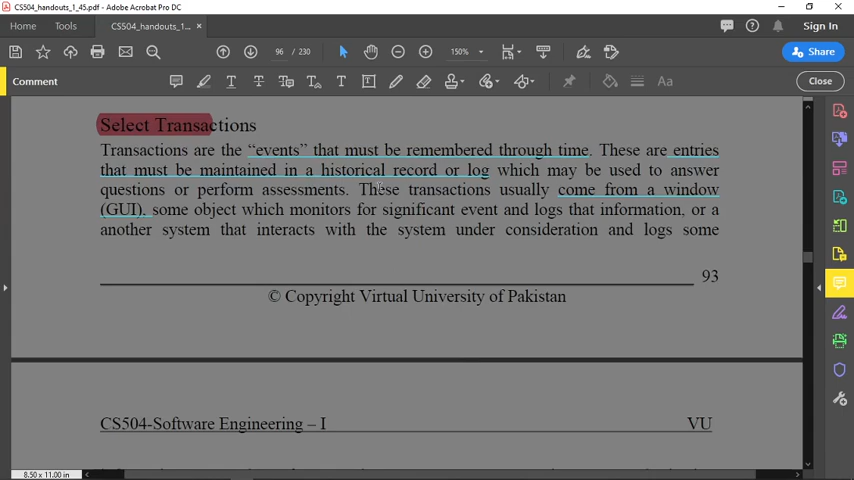 CS504_handouts_1_45.pdf - Adobe Acrobat Pro DC
Home Tools CS504_handouts_1... × Sign In
96 / 230 150% Share
Comment Aa Close
Select Transactions
Transactions are the “events” that must be remembered through time. These are entries
that must be maintained in a historical record or log which may be used to answer
questions or perform assessments. These transactions usually come from a window
(GUI), some object which monitors for significant event and logs that information, or a
another system that interacts with the system under consideration and logs some
93
© Copyright Virtual University of Pakistan
CS504-Software Engineering – I VU
8.50 x 11.00 in